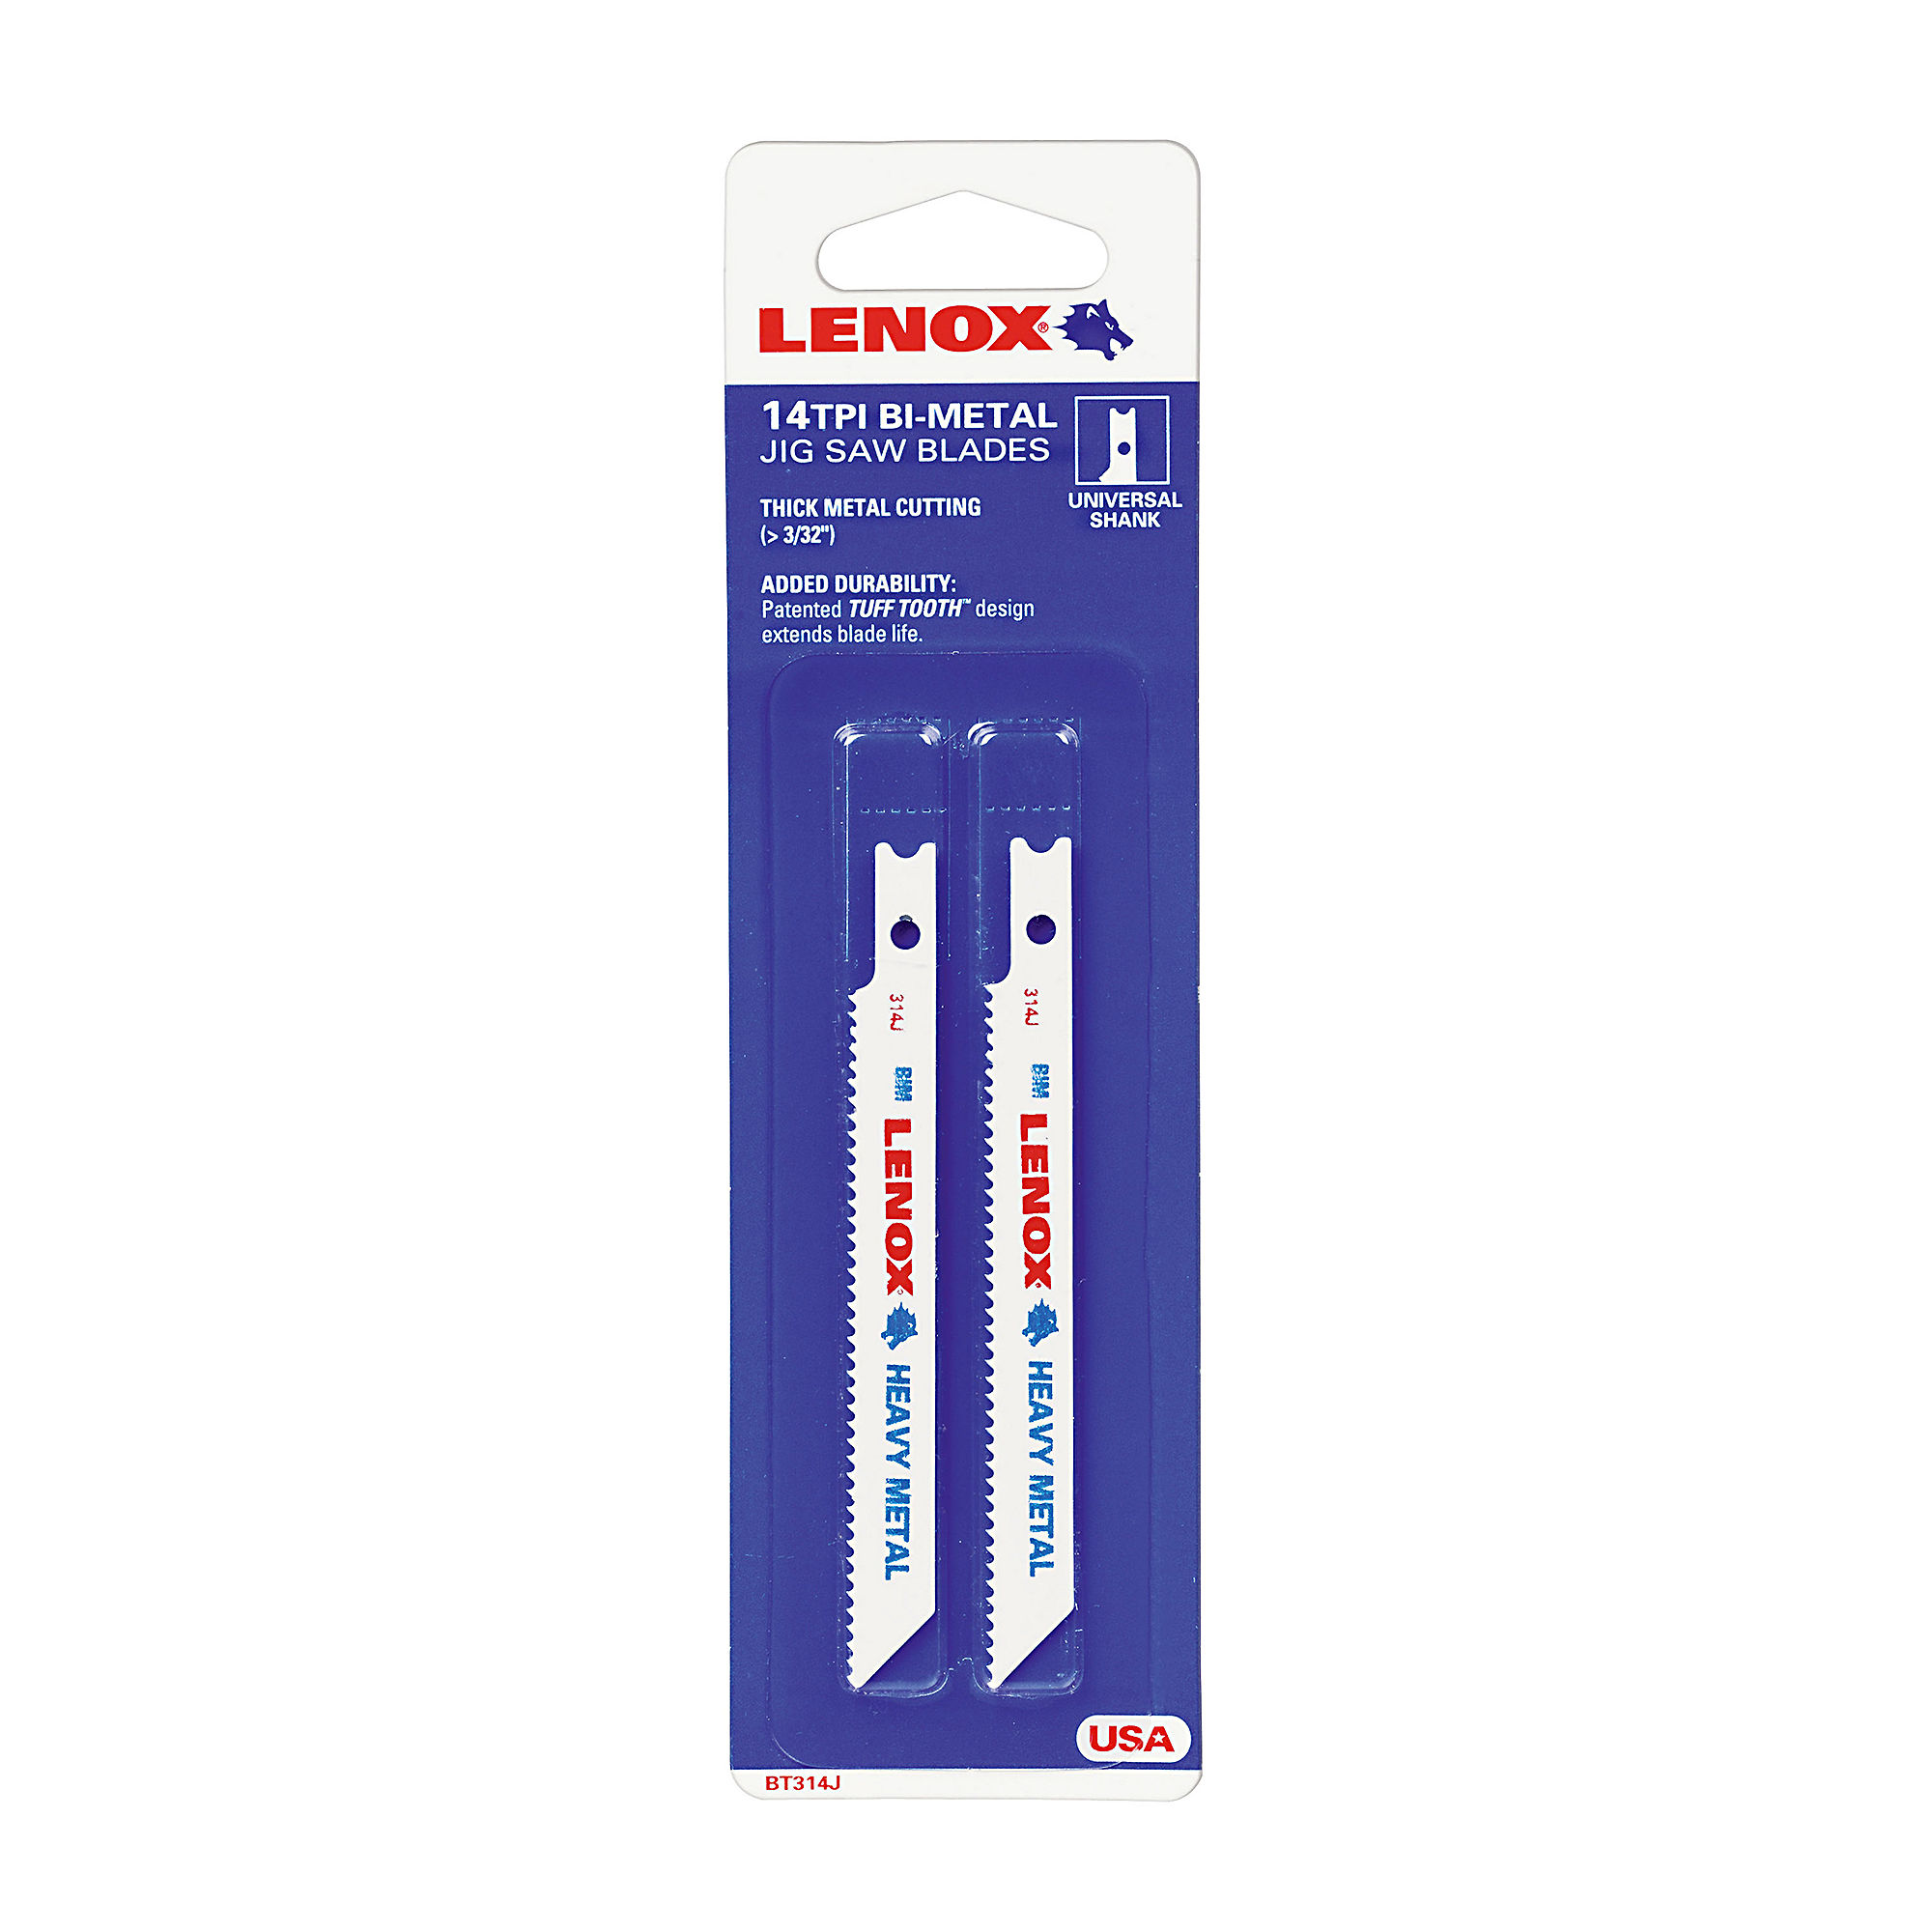 LENOX®
14TPI BI-METAL
JIG SAW BLADES
UNIVERSAL
SHANK
THICK METAL CUTTING
(> 3/32")
ADDED DURABILITY:
Patented TUFF TOOTH™ design
extends blade life.
314J BIM LENOX HEAVY METAL
314J BIM LENOX HEAVY METAL
USA
BT314J